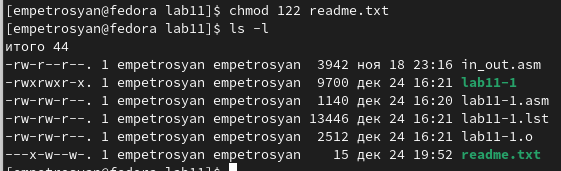 [empetrosyan@fedora lab11]$ chmod 122 readme.txt
[empetrosyan@fedora lab11]$ ls -l
итого 44
-rw-r--r--. 1 empetrosyan empetrosyan  3942 ноя 18 23:16 in_out.asm
-rwxrwxr-x. 1 empetrosyan empetrosyan  9700 дек 24 16:21 lab11-1
-rw-rw-r--. 1 empetrosyan empetrosyan  1140 дек 24 16:20 lab11-1.asm
-rw-rw-r--. 1 empetrosyan empetrosyan 13446 дек 24 16:21 lab11-1.lst
-rw-rw-r--. 1 empetrosyan empetrosyan  2512 дек 24 16:21 lab11-1.o
---x-w--w-. 1 empetrosyan empetrosyan    15 дек 24 19:52 readme.txt
[empetrosyan@fedora lab11]$